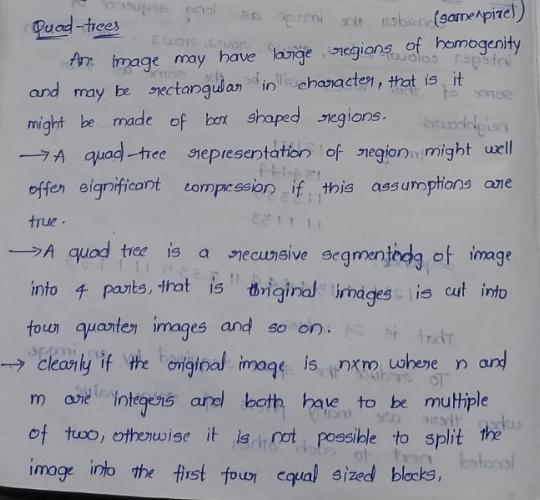 (same pixel)
Quad-trees
An image may have large regions of homogenity
and may be rectangular in character, that is it
might be made of box shaped regions.
→ A quad-tree representation of region might well
offer significant compression if this assumptions are
true.
→ A quad tree is a recursive segmenting of image
into 4 parts, that is original images is cut into
four quarter images and so on.
→ clearly if the original image is nxm where n and
m are integers and both have to be multiple
of two, otherwise it is not possible to split the
image into the first four equal sized blocks,